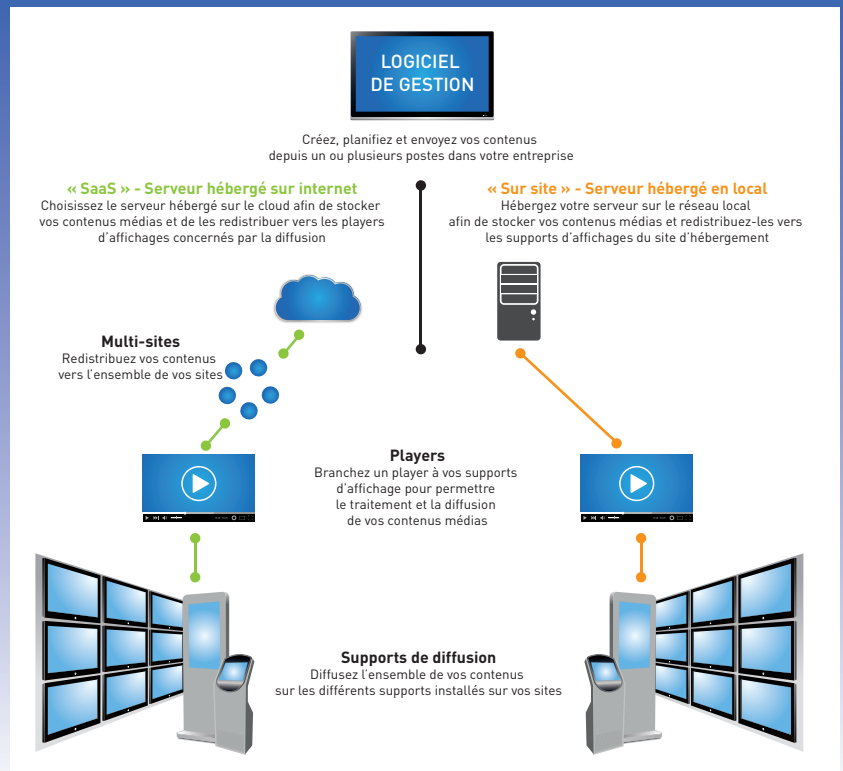 LOGICIEL
DE GESTION
Créez, planifiez et envoyez vos contenus
depuis un ou plusieurs postes dans votre entreprise
« SaaS » - Serveur hébergé sur internet
Choisissez le serveur hébergé sur le cloud afin de stocker
vos contenus médias et de les redistribuer vers les players
d’affichages concernés par la diffusion
« Sur site » - Serveur hébergé en local
Hébergez votre serveur sur le réseau local
afin de stocker vos contenus médias et redistribuez-les vers
les supports d’affichages du site d’hébergement
Multi-sites
Redistribuez vos contenus
vers l’ensemble de vos sites
Players
Branchez un player à vos supports
d’affichage pour permettre
le traitement et la diffusion
de vos contenus médias
Supports de diffusion
Diffusez l’ensemble de vos contenus
sur les différents supports installés sur vos sites